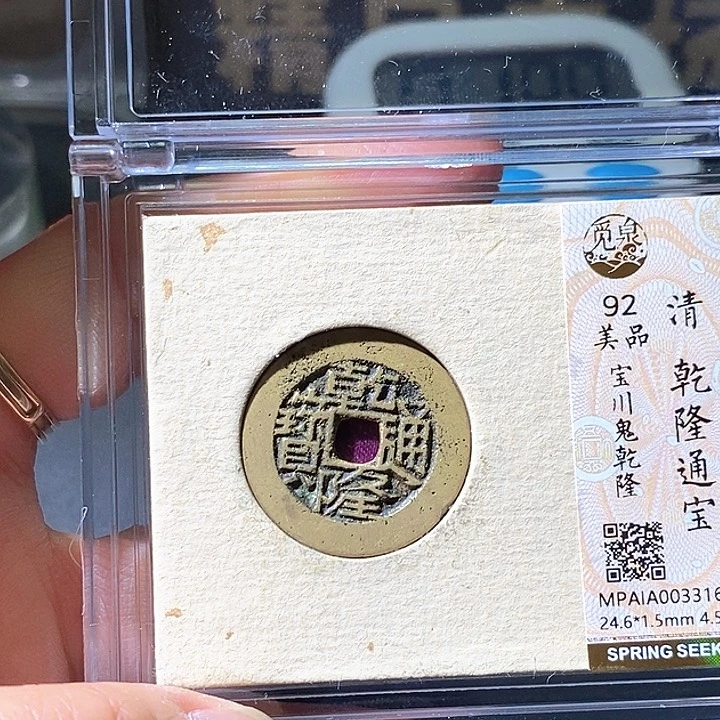 乾隆通寳
觅泉
92
美品
宝川鬼乾隆
清 乾隆通宝
MPAIA003316
24.6*1.5mm 4.5
SPRING SEEK